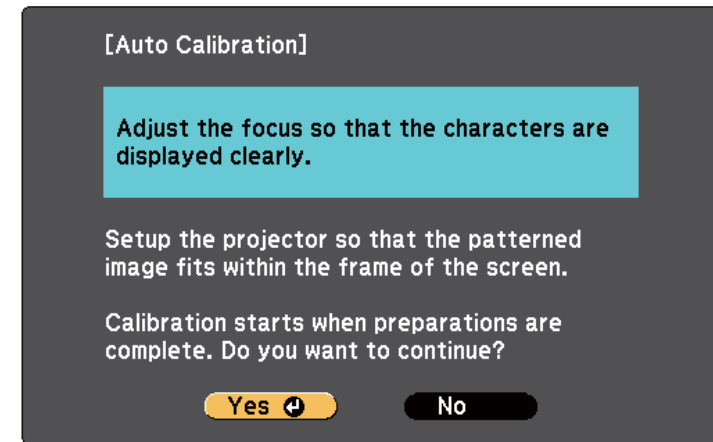 [Auto Calibration]
Adjust the focus so that the characters are
displayed clearly.
Setup the projector so that the patterned
image fits within the frame of the screen.
Calibration starts when preparations are
complete. Do you want to continue?
Yes No